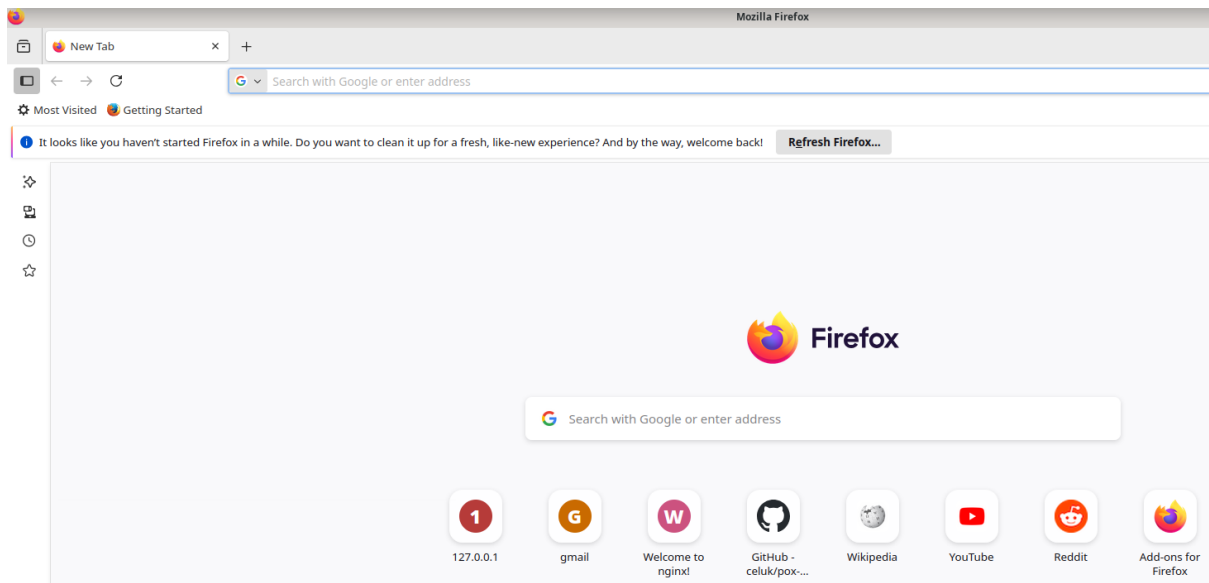 Mozilla Firefox
New Tab
Search with Google or enter address
Most Visited Getting Started
It looks like you haven’t started Firefox in a while. Do you want to clean it up for a fresh, like-new experience? And by the way, welcome back! Refresh Firefox...
Firefox
Search with Google or enter address
1 G W
127.0.0.1 gmail Welcome to nginx! GitHub - celuk/pox-... Wikipedia YouTube Reddit Add-ons for Firefox